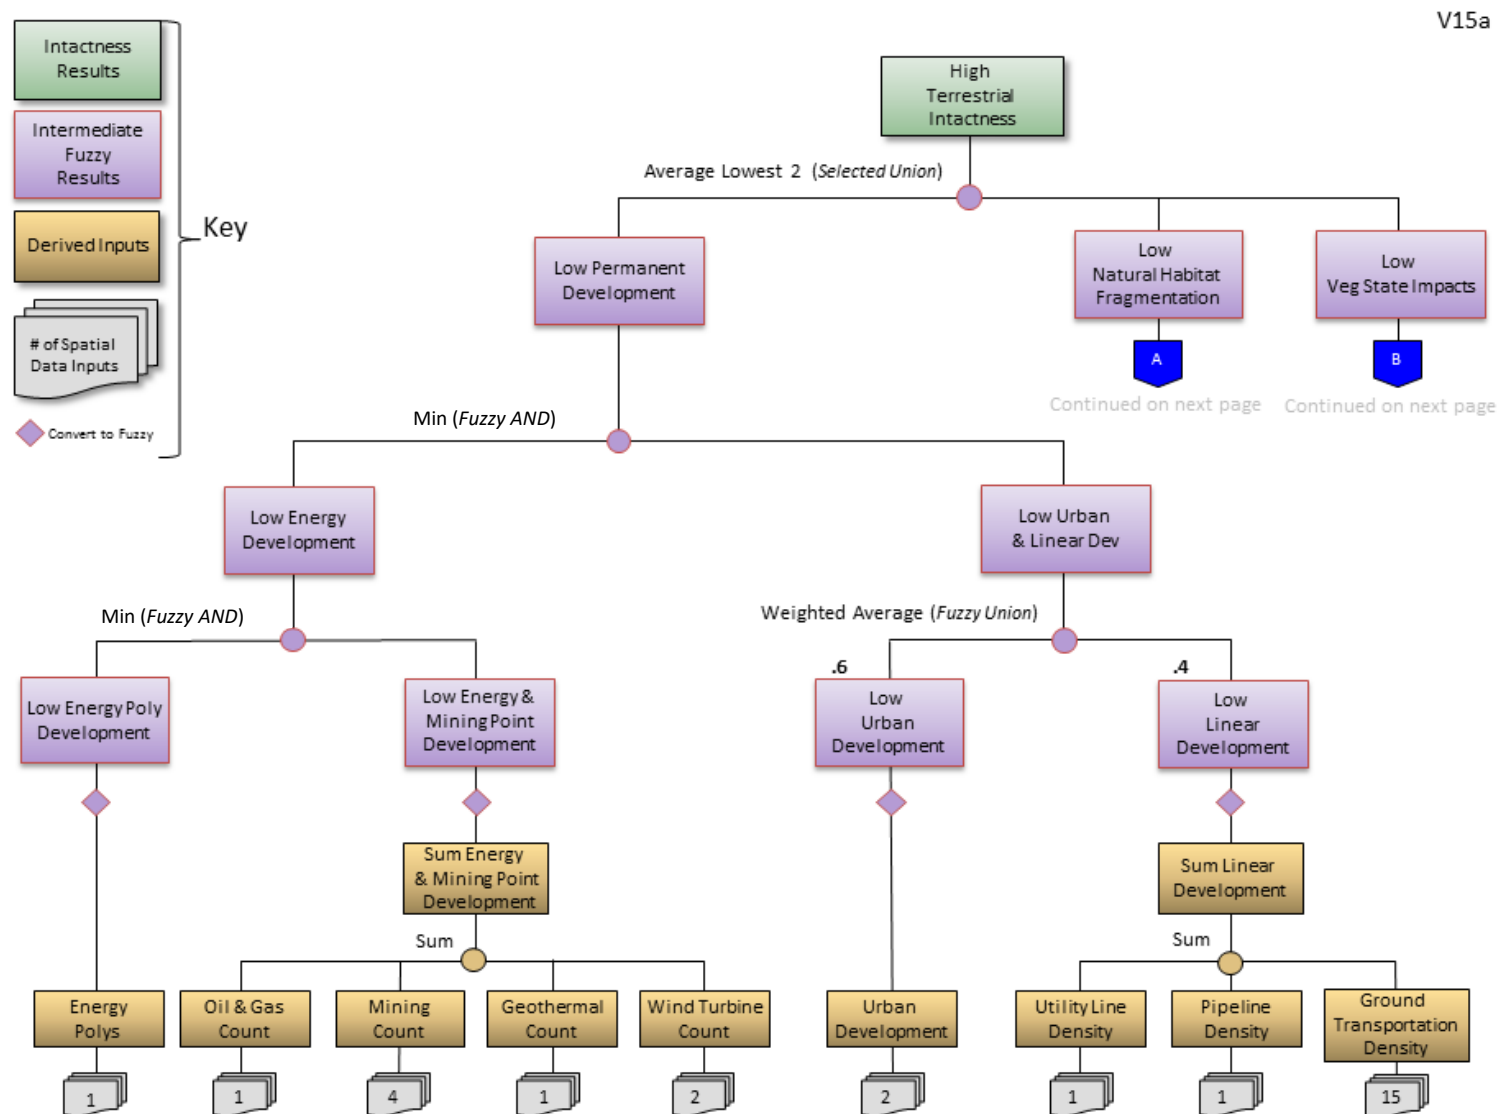 V15a
Intactness
Results
Intermediate
Fuzzy
Results
Derived Inputs
# of Spatial
Data Inputs
Convert to Fuzzy
Key
High
Terrestrial
Intactness
Average Lowest 2 (Selected Union)
Low Permanent
Development
Low
Natural Habitat
Fragmentation
Low
Veg State Impacts
A
B
Continued on next page
Continued on next page
Min (Fuzzy AND)
Low Energy
Development
Low Urban
& Linear Dev
Min (Fuzzy AND)
Weighted Average (Fuzzy Union)
.6
.4
Low Energy Poly
Development
Low Energy &
Mining Point
Development
Low
Urban
Development
Low
Linear
Development
Sum Energy
& Mining Point
Development
Sum Linear
Development
Sum
Sum
Energy
Polys
Oil & Gas
Count
Mining
Count
Geothermal
Count
Wind Turbine
Count
Urban
Development
Utility Line
Density
Pipeline
Density
Ground
Transportation
Density
1
1
4
1
2
2
1
1
15